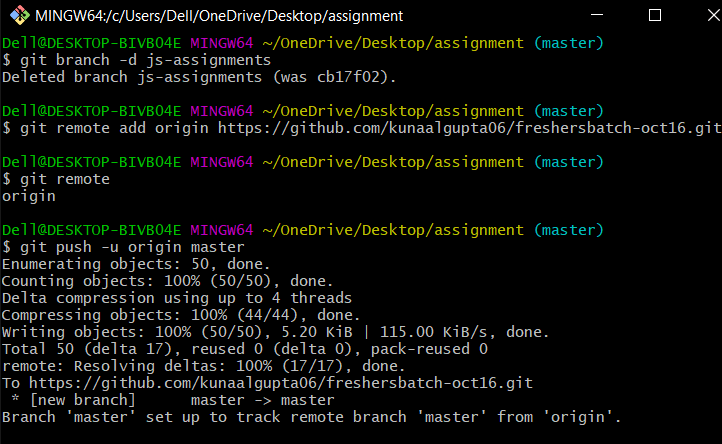 MINGW64:/c/Users/Dell/OneDrive/Desktop/assignment
Dell@DESKTOP-BIVBO4E MINGW64 ~/OneDrive/Desktop/assignment (master)
$ git branch -d js-assignments
Deleted branch js-assignments (was cb17f02).
Dell@DESKTOP-BIVBO4E MINGW64 ~/OneDrive/Desktop/assignment (master)
$ git remote add origin https://github.com/kunaalgupta06/freshersbatch-oct16.git
Dell@DESKTOP-BIVBO4E MINGW64 ~/OneDrive/Desktop/assignment (master)
$ git remote
origin
Dell@DESKTOP-BIVBO4E MINGW64 ~/OneDrive/Desktop/assignment (master)
$ git push -u origin master
Enumerating objects: 50, done.
Counting objects: 100% (50/50), done.
Delta compression using up to 4 threads
Compressing objects: 100% (44/44), done.
Writing objects: 100% (50/50), 5.20 KiB | 115.00 KiB/s, done.
Total 50 (delta 17), reused 0 (delta 0), pack-reused 0
remote: Resolving deltas: 100% (17/17), done.
To https://github.com/kunaalgupta06/freshersbatch-oct16.git
 * [new branch]      master -> master
Branch 'master' set up to track remote branch 'master' from 'origin'.